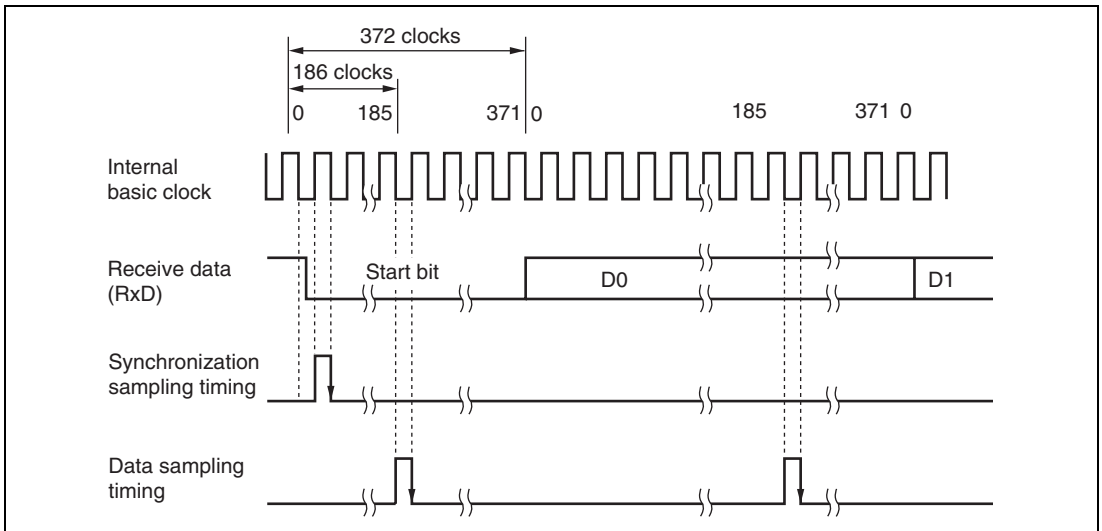 372 clocks
186 clocks
0 185 371 0 185 371 0
Internal
basic clock
Receive data
(RxD)
Start bit D0 D1
Synchronization
sampling timing
Data sampling
timing